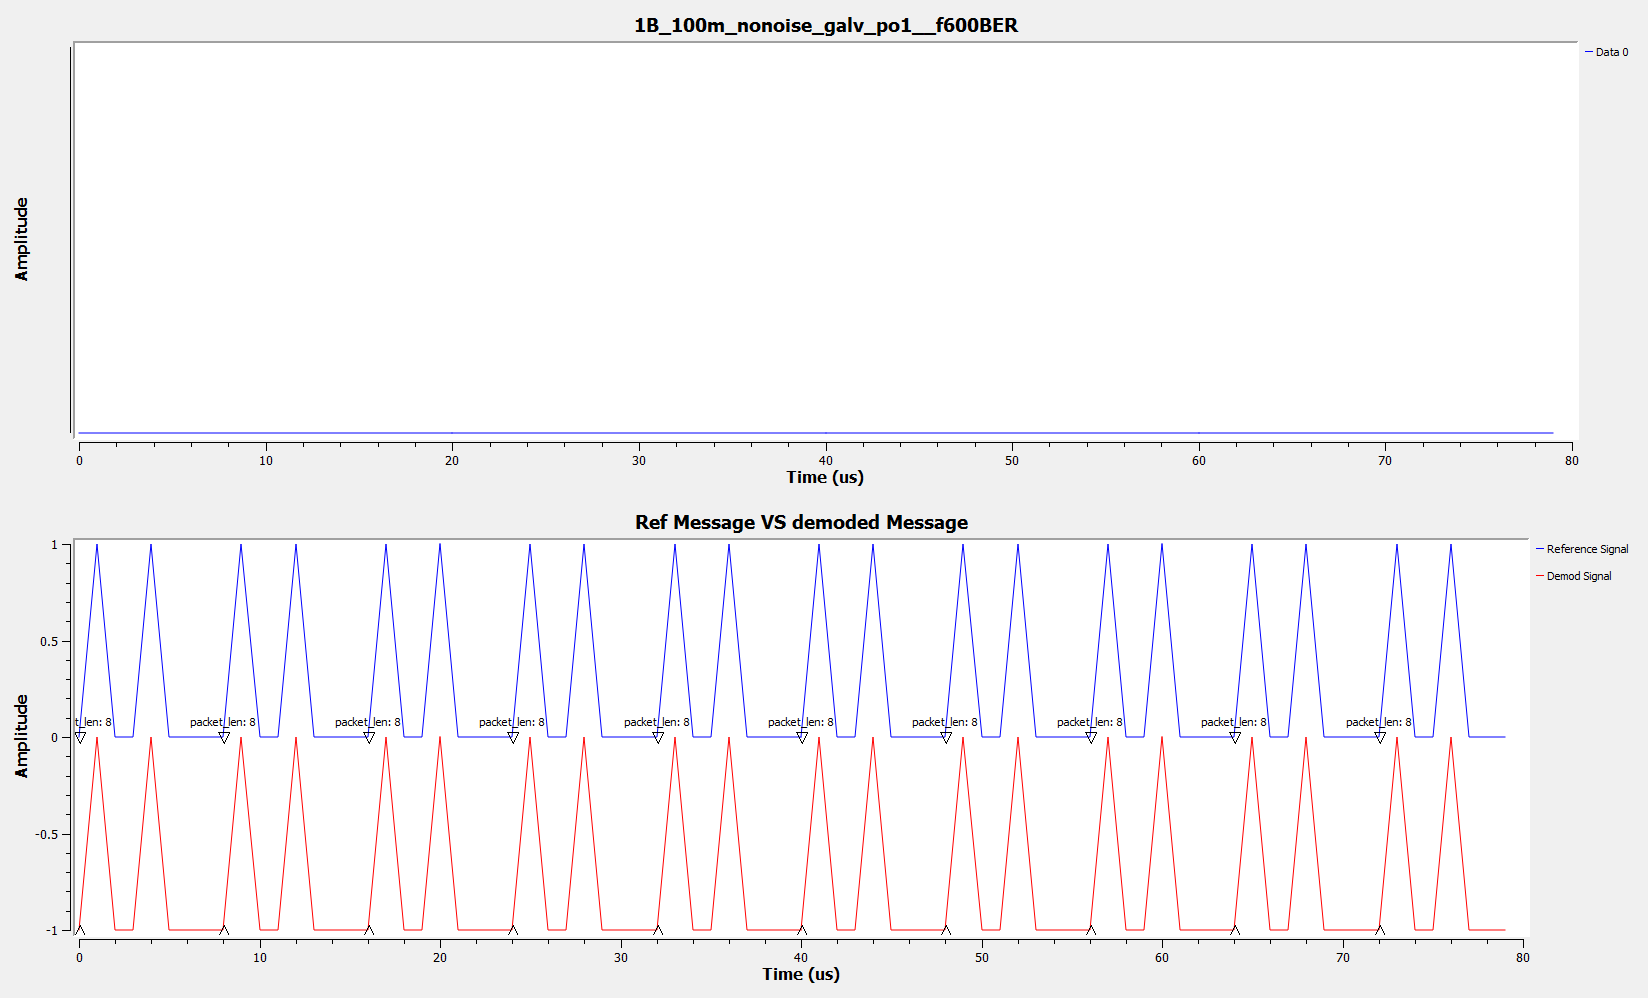 1B_100m_nonoise_galv_po1__f600BER
Data 0
Amplitude
0 10 20 30 40 50 60 70 80
Time (us)
Ref Message VS demoded Message
Reference Signal
Demod Signal
1
0.5
0
-0.5
-1
Amplitude
t_len: 8 packet_len: 8 packet_len: 8 packet_len: 8 packet_len: 8 packet_len: 8 packet_len: 8 packet_len: 8 packet_len: 8 packet_len: 8
0 10 20 30 40 50 60 70 80
Time (us)